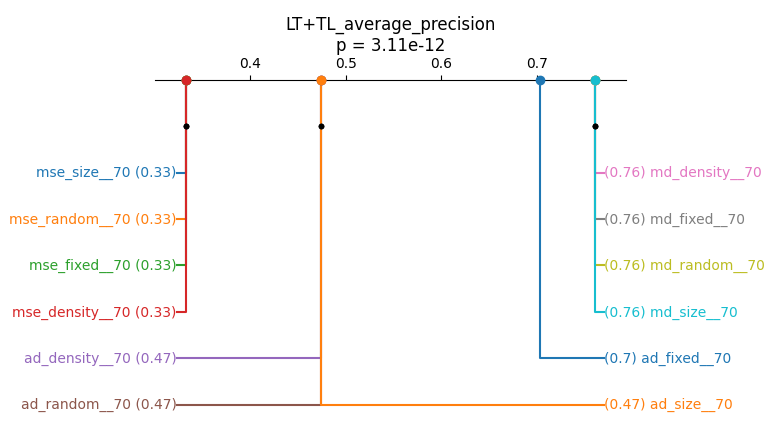 LT+TL_average_precision
p = 3.11e-12
0.4 0.5 0.6 0.7
mse_size__70 (0.33) (0.76) md_density__70
mse_random__70 (0.33) (0.76) md_fixed__70
mse_fixed__70 (0.33) (0.76) md_random__70
mse_density__70 (0.33) (0.76) md_size__70
ad_density__70 (0.47) (0.7) ad_fixed__70
ad_random__70 (0.47) (0.47) ad_size__70